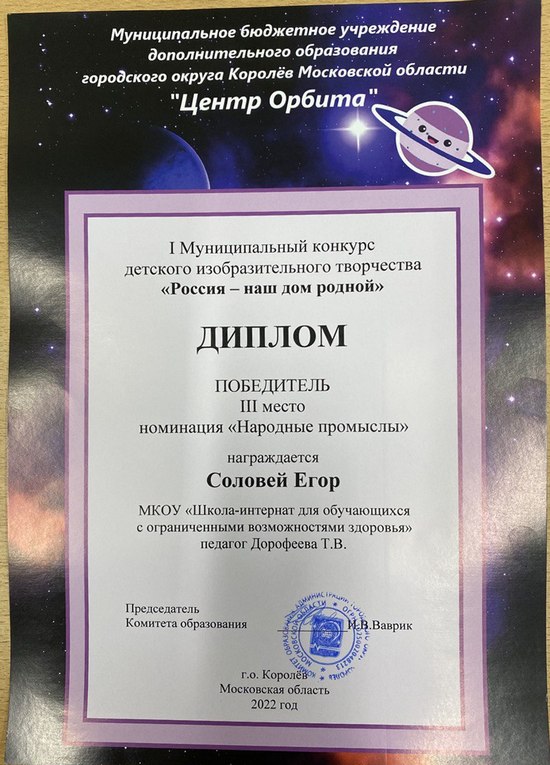 Муниципальное бюджетное учреждение
дополнительного образования
городского округа Королёв Московской области
"Центр Орбита"
I Муниципальный конкурс
детского изобразительного творчества
«Россия – наш дом родной»
ДИПЛОМ
ПОБЕДИТЕЛЬ
III место
номинация «Народные промыслы»
награждается
Соловей Егор
МКОУ «Школа-интернат для обучающихся
с ограниченными возможностями здоровья»
педагог Дорофеева Т.В.
Председатель
Комитета образования И.В.Ваврик
г.о. Королёв
Московская область
2022 год